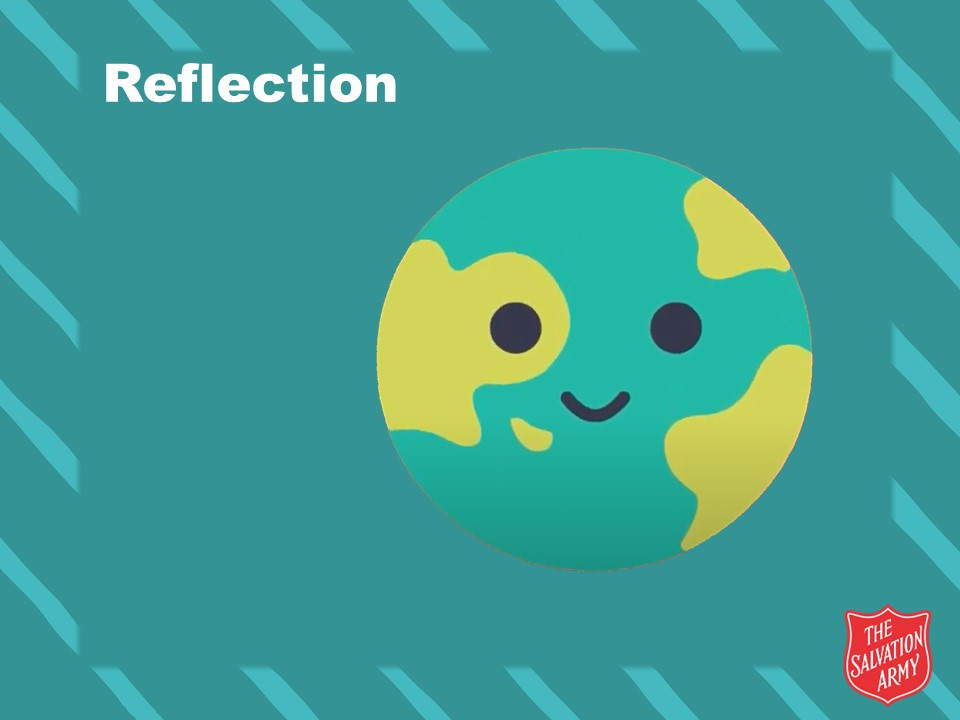 Reflection
THE
SALVATION
ARMY